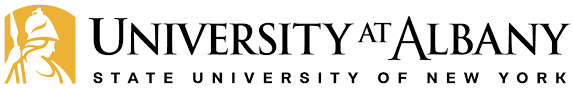 UNIVERSITY AT ALBANY
STATE UNIVERSITY OF NEW YORK